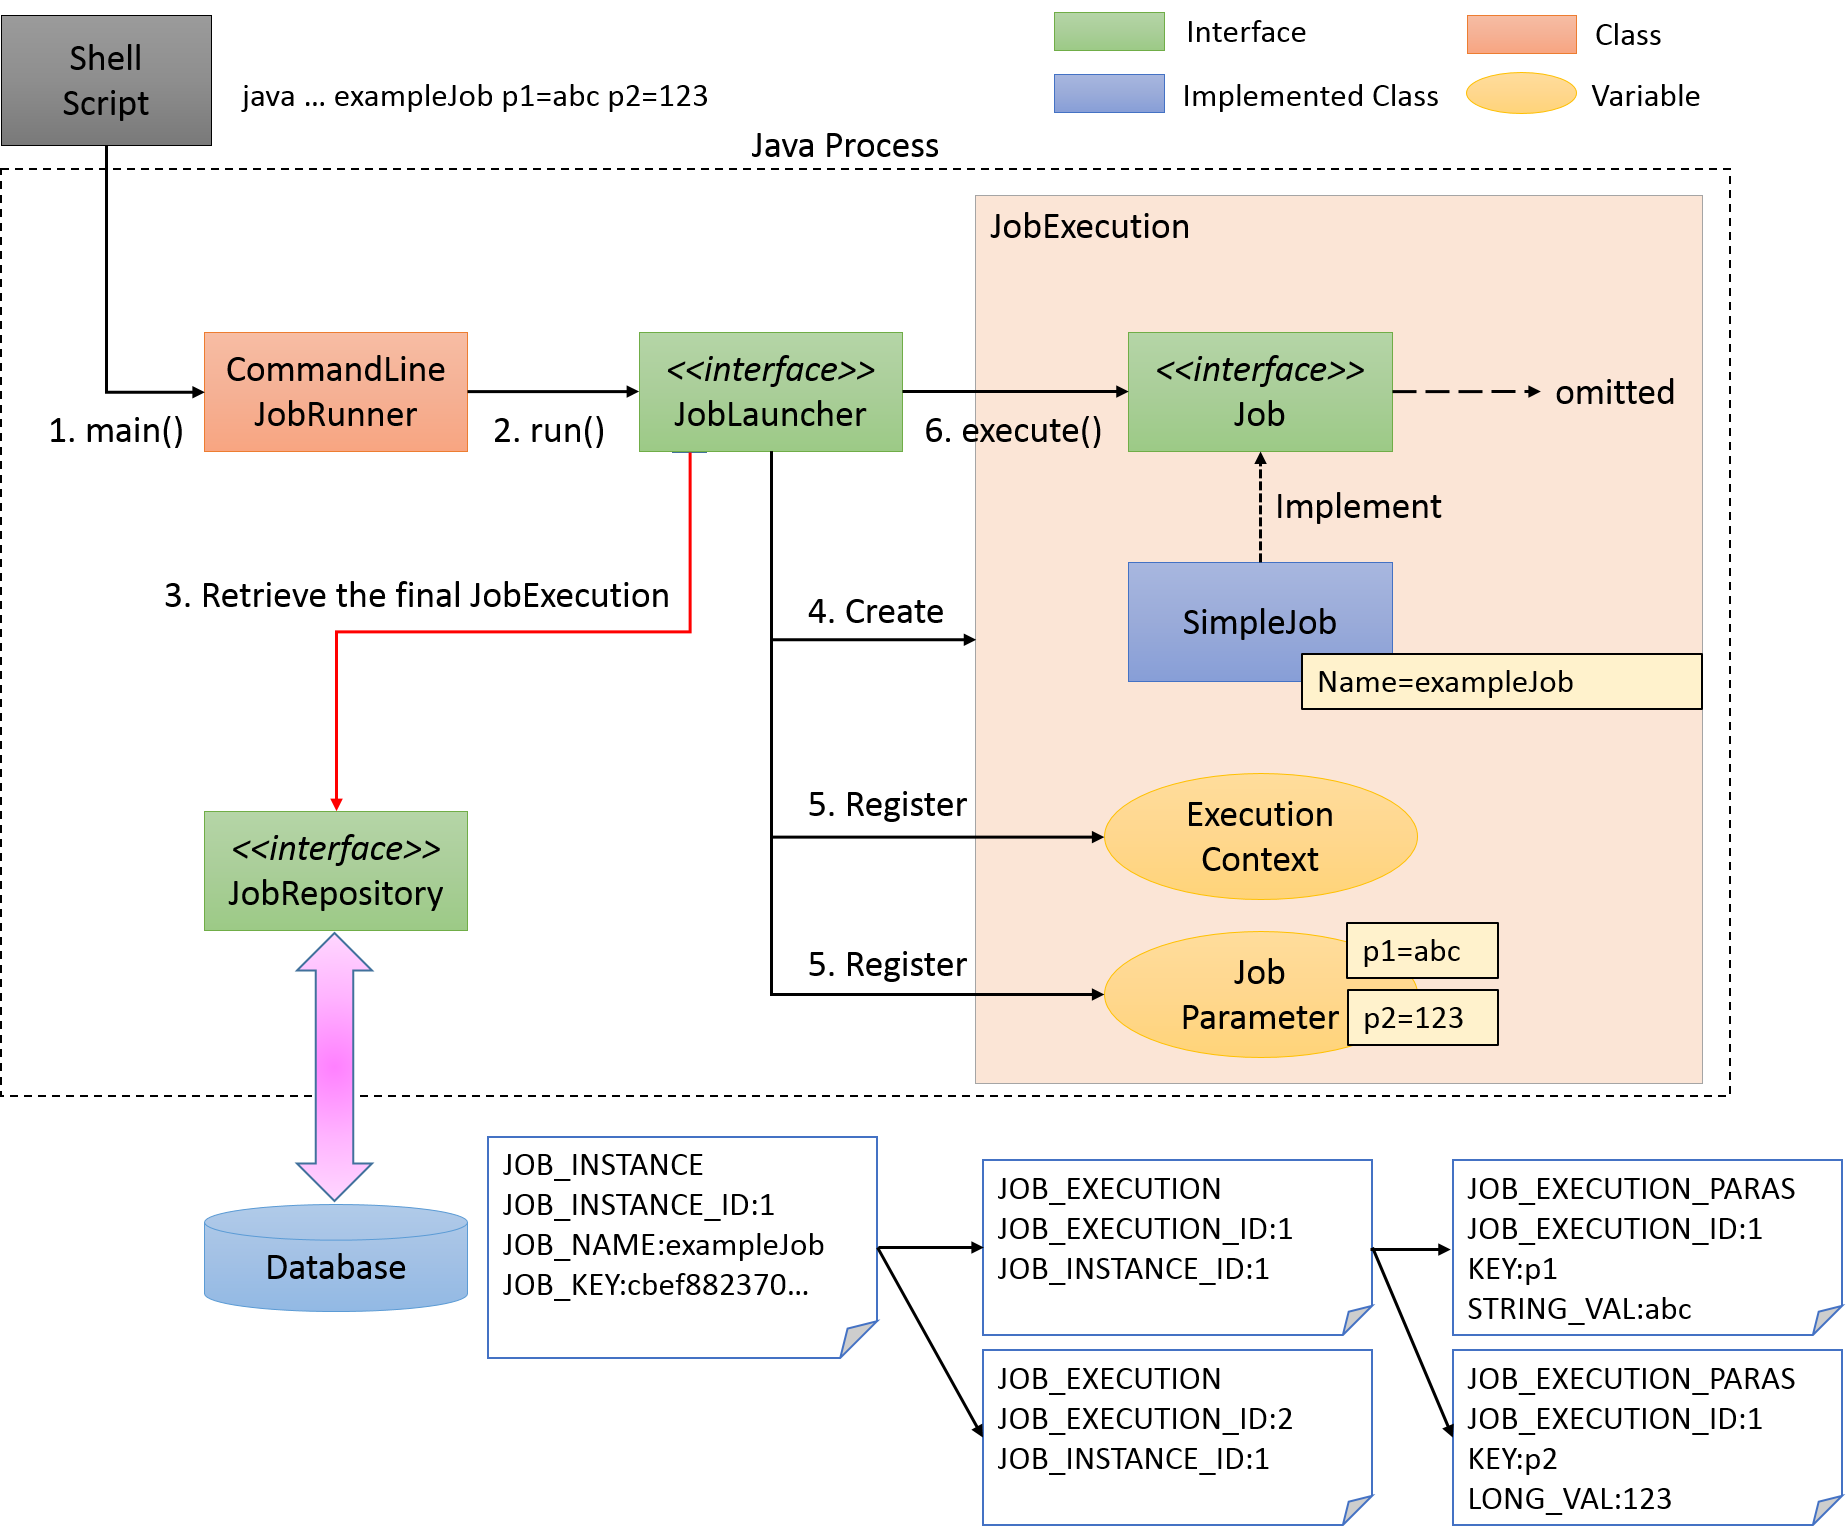 Shell
Script
java ... exampleJob p1=abc p2=123
Interface
Class
Implemented Class
Variable
Java Process
JobExecution
CommandLine
JobRunner
<<interface>>
JobLauncher
<<interface>>
Job
omitted
1. main()
2. run()
6. execute()
Implement
3. Retrieve the final JobExecution
4. Create
SimpleJob
Name=exampleJob
5. Register
Execution
Context
<<interface>>
JobRepository
5. Register
Job
Parameter
p1=abc
p2=123
Database
JOB_INSTANCE
JOB_INSTANCE_ID:1
JOB_NAME:exampleJob
JOB_KEY:cbef882370...
JOB_EXECUTION
JOB_EXECUTION_ID:1
JOB_INSTANCE_ID:1
JOB_EXECUTION_PARAS
JOB_EXECUTION_ID:1
KEY:p1
STRING_VAL:abc
JOB_EXECUTION
JOB_EXECUTION_ID:2
JOB_INSTANCE_ID:1
JOB_EXECUTION_PARAS
JOB_EXECUTION_ID:1
KEY:p2
LONG_VAL:123